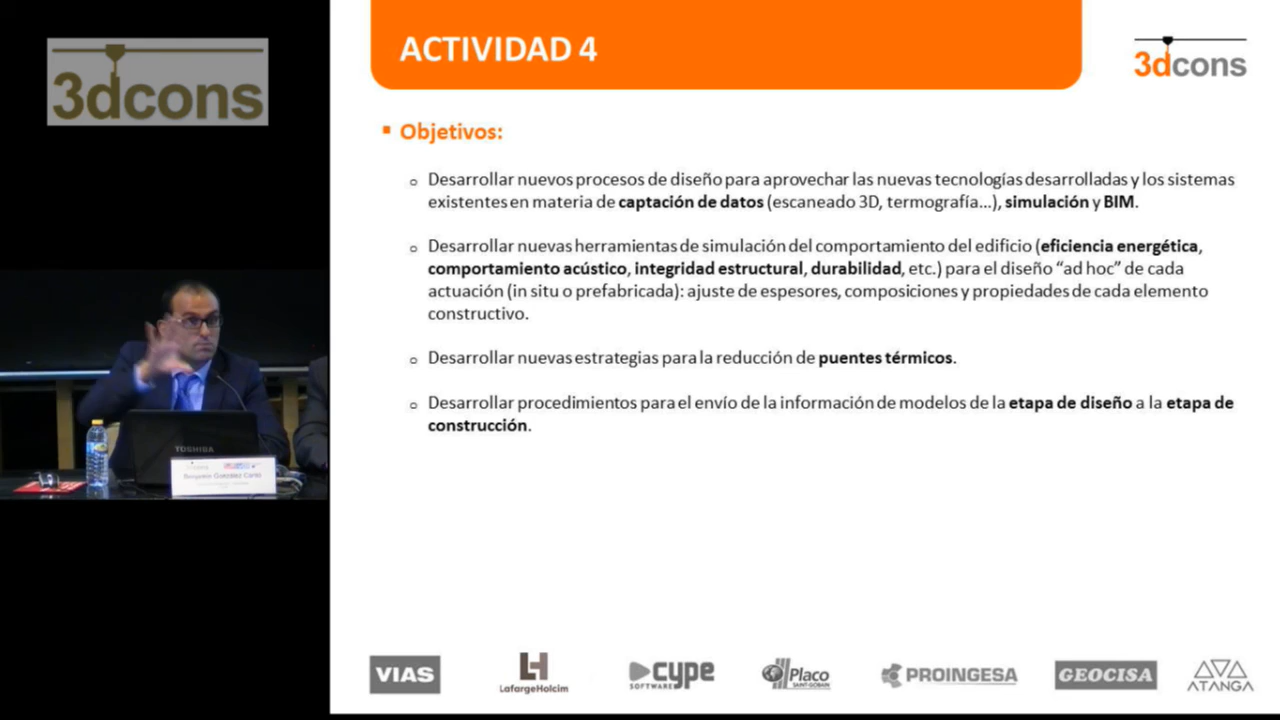 3dcons
ACTIVIDAD 4
3dcons
Objetivos:
Desarrollar nuevos procesos de diseño para aprovechar las nuevas tecnologías desarrolladas y los sistemas
existentes en materia de captación de datos (escaneado 3D, termografía...), simulación y BIM.
Desarrollar nuevas herramientas de simulación del comportamiento del edificio (eficiencia energética,
comportamiento acústico, integridad estructural, durabilidad, etc.) para el diseño “ad hoc” de cada
actuación (in situ o prefabricada): ajuste de espesores, composiciones y propiedades de cada elemento
constructivo.
Desarrollar nuevas estrategias para la reducción de puentes térmicos.
Desarrollar procedimientos para el envío de la información de modelos de la etapa de diseño a la etapa de
construcción.
TOSHIBA
Benjamín González
VIAS
LafargeHolcim
cype
SOFTWARE
Placo
SAINT-GOBAIN
PROINGESA
GEOCISA
ATANGA